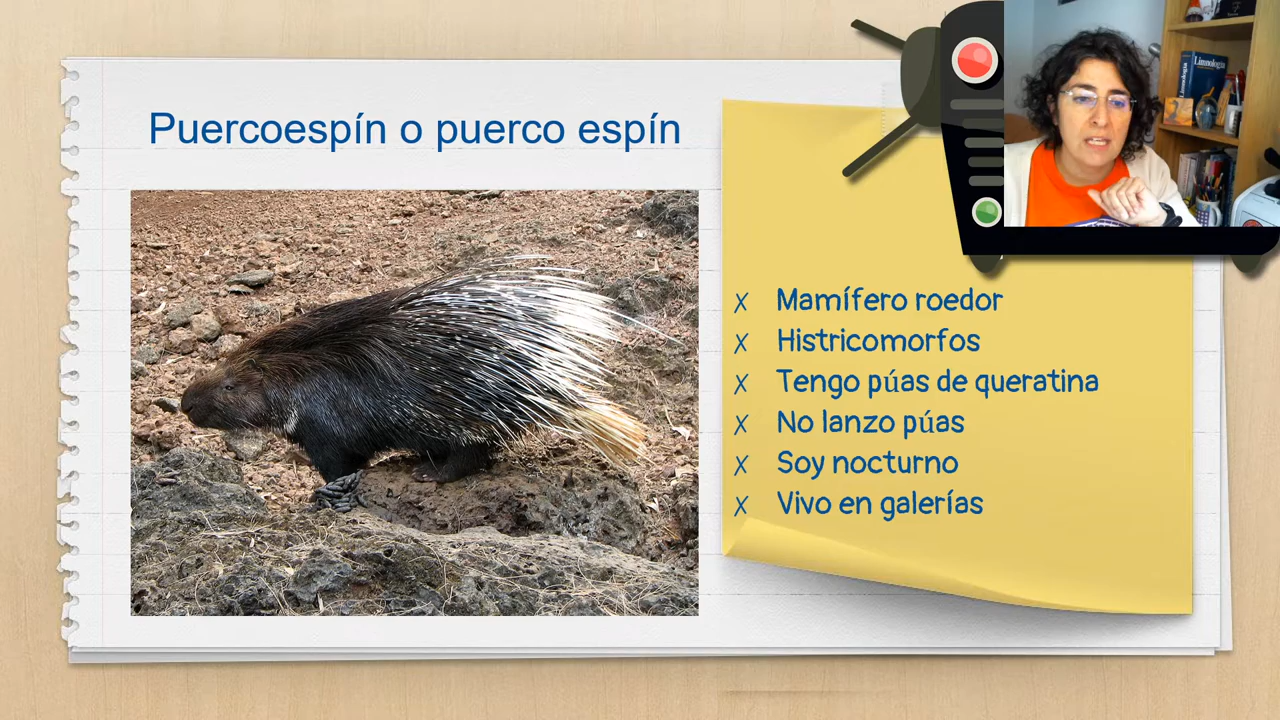 Puercoespín o puerco espín
Limnología
X Mamífero roedor
X Histricomorfos
X Tengo púas de queratina
X No lanzo púas
X Soy nocturno
X Vivo en galerías